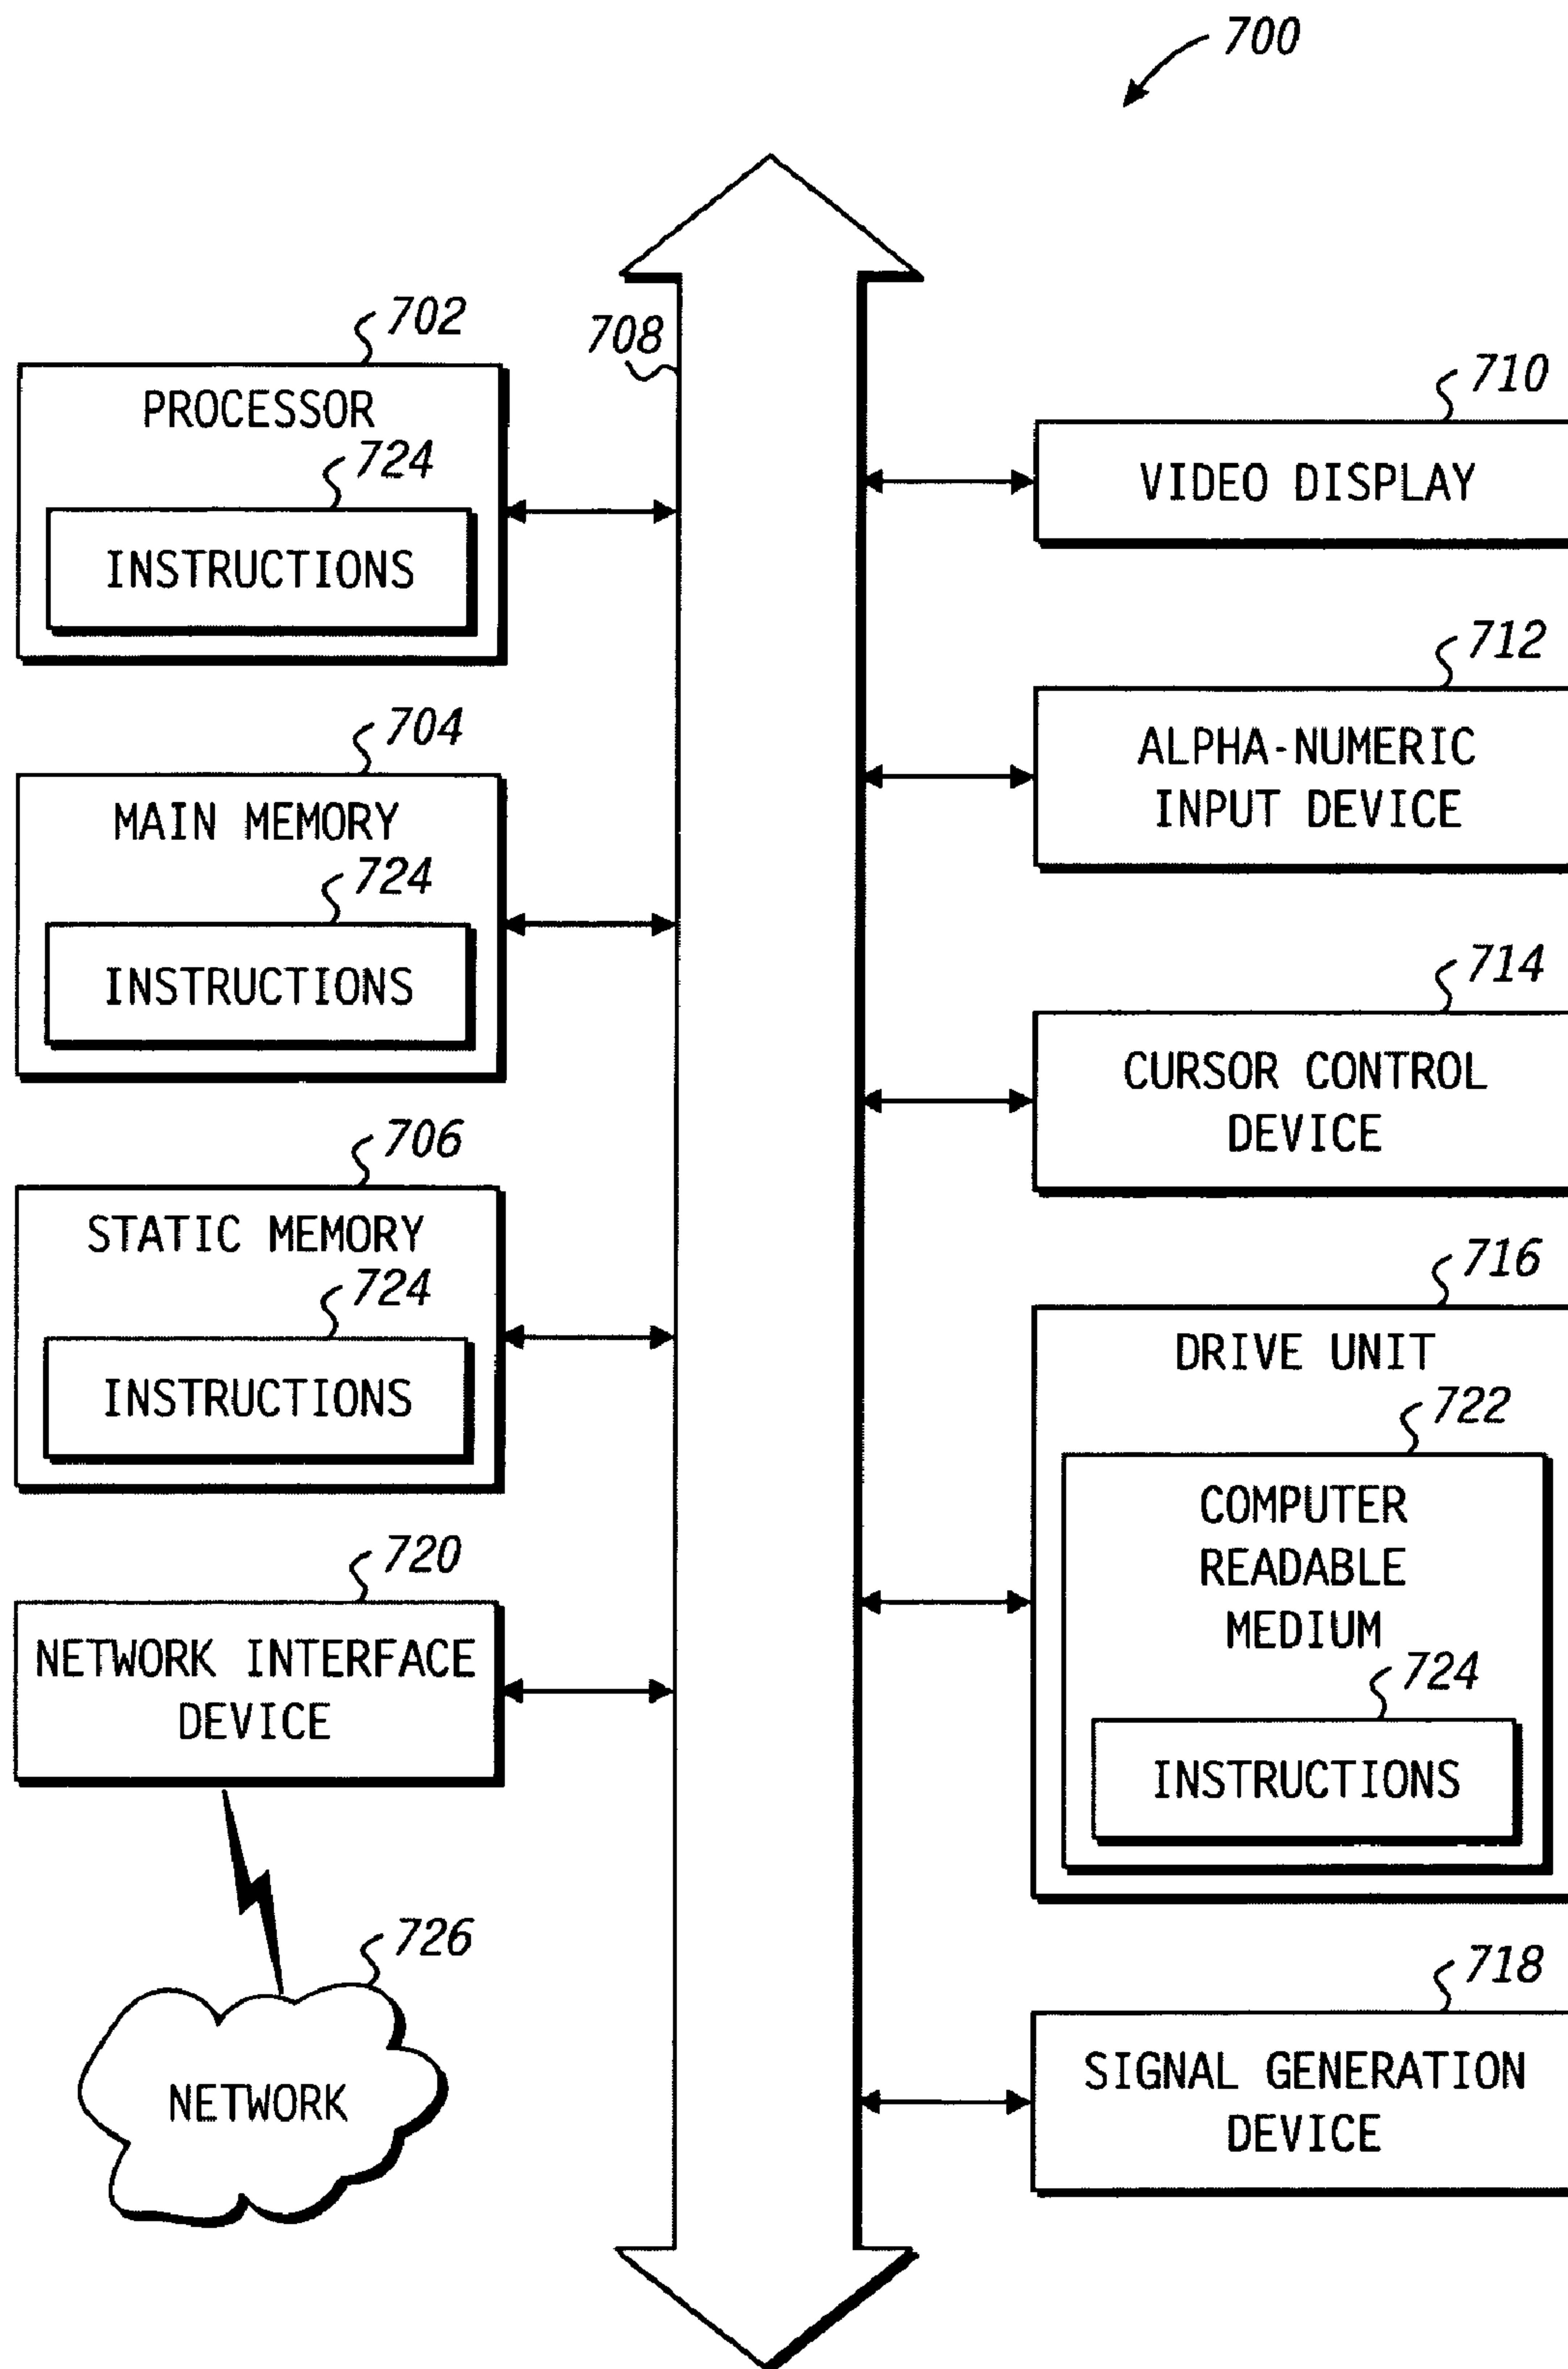 700
702
PROCESSOR
724
INSTRUCTIONS
704
MAIN MEMORY
724
INSTRUCTIONS
706
STATIC MEMORY
724
INSTRUCTIONS
720
NETWORK INTERFACE
DEVICE
726
NETWORK
708
710
VIDEO DISPLAY
712
ALPHA-NUMERIC
INPUT DEVICE
714
CURSOR CONTROL
DEVICE
716
DRIVE UNIT
722
COMPUTER
READABLE
MEDIUM
724
INSTRUCTIONS
718
SIGNAL GENERATION
DEVICE